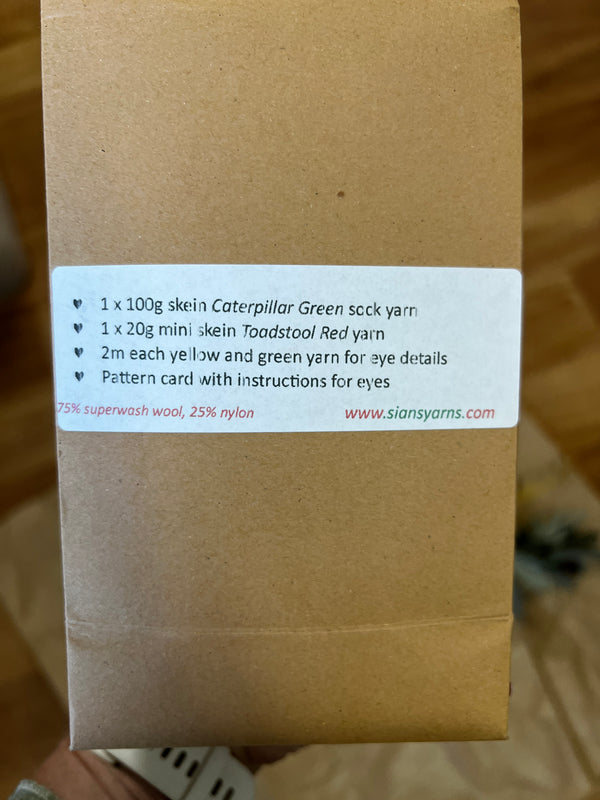 ♥ 1 x 100g skein Caterpillar Green sock yarn
♥ 1 x 20g mini skein Toadstool Red yarn
♥ 2m each yellow and green yarn for eye details
♥ Pattern card with instructions for eyes
75% superwash wool, 25% nylon www.siansyarns.com